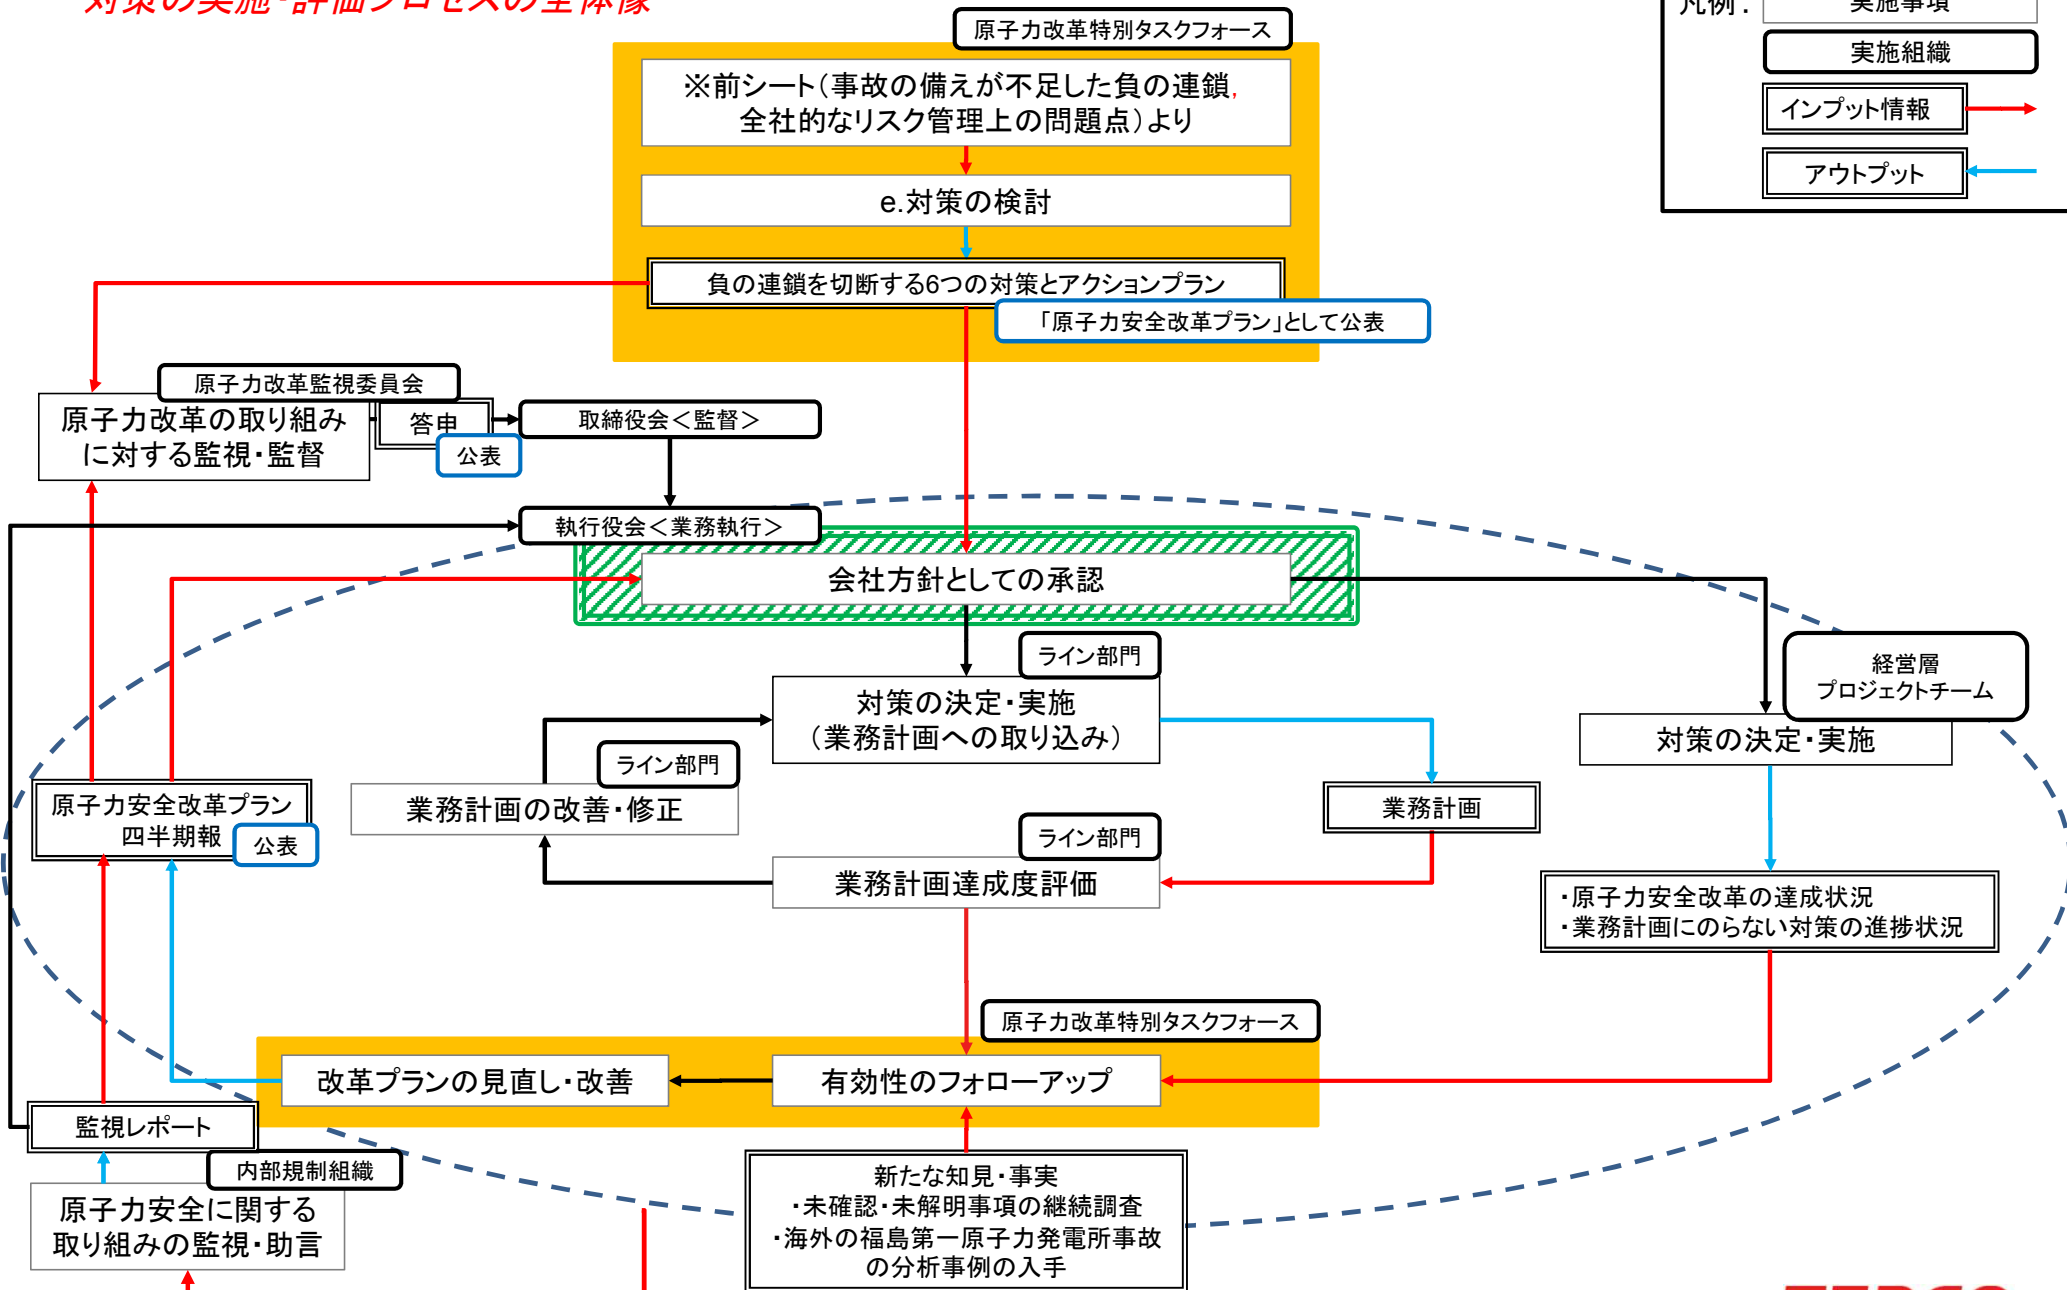 対策の実施・評価プロセスの全体像
凡例：
実施事項
実施組織
インプット情報
アウトプット
原子力改革特別タスクフォース
※前シート（事故の備えが不足した負の連鎖，
全社的なリスク管理上の問題点）より
e.対策の検討
負の連鎖を切断する6つの対策とアクションプラン
「原子力安全改革プラン」として公表
原子力改革監視委員会
原子力改革の取り組み
に対する監視・監督
答申
公表
取締役会＜監督＞
執行役会＜業務執行＞
会社方針としての承認
ライン部門
対策の決定・実施
（業務計画への取り込み）
経営層
プロジェクトチーム
対策の決定・実施
ライン部門
業務計画の改善・修正
業務計画
原子力安全改革プラン
四半期報
公表
ライン部門
業務計画達成度評価
・原子力安全改革の達成状況
・業務計画にのらない対策の進捗状況
原子力改革特別タスクフォース
改革プランの見直し・改善
有効性のフォローアップ
監視レポート
内部規制組織
原子力安全に関する
取り組みの監視・助言
新たな知見・事実
・未確認・未解明事項の継続調査
・海外の福島第一原子力発電所事故
の分析事例の入手